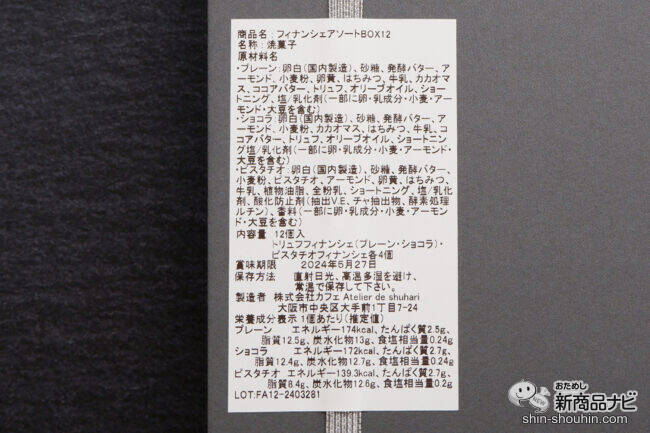 商品名：フィナンシェアソートBOX12
名称：焼菓子
原材料名
・プレーン：卵白（国内製造）、砂糖、発酵バター、ア
ーモンド、小麦粉、卵黄、はちみつ、牛乳、カカオマ
ス、ココアバター、トリュフ、オリーブオイル、ショー
トニング、塩/乳化剤（一部に卵・乳成分・小麦・アー
モンド・大豆を含む）
・ショコラ：卵白（国内製造）、砂糖、発酵バター、ア
ーモンド、小麦粉、カカオマス、はちみつ、牛乳、コ
コアバター、トリュフ、オリーブオイル、ショートニン
グ塩/乳化剤（一部に卵・乳成分・小麦・アーモンド・
大豆を含む）
・ピスタチオ：卵白（国内製造）、砂糖、発酵バター、
小麦粉、ピスタチオ、アーモンド、卵黄、はちみつ、
牛乳、植物油脂、全粉乳、ショートニング、塩/乳化
剤、酸化防止剤（抽出V.E、チャ抽出物、酵素処理
ルチン）、香料（一部に卵・乳成分・小麦・アーモン
ド・大豆を含む）
内容量 12個入
トリュフフィナンシェ（プレーン・ショコラ）・
ピスタチオフィナンシェ各4個
賞味期限 2024年5月27日
保存方法 直射日光、高温多湿を避け、
常温で保存して下さい。
製造者 株式会社カフェ Atelier de shuhari
大阪市中央区大手前1丁目7-24
栄養成分表示 1個あたり（推定値）
プレーン エネルギー174kcal、たんぱく質2.5g、
脂質12.5g、炭水化物13g、食塩相当量0.24g
ショコラ エネルギー172kcal、たんぱく質2.7g、
脂質12.4g、炭水化物12.7g、食塩相当量0.24g
ピスタチオ エネルギー139.3kcal、たんぱく質2.7g、
脂質8.4g、炭水化物12.6g、食塩相当量0.2g
LOT:FA12-2403281
おためし
新商品ナビ
NEW
shin-shouhin.com